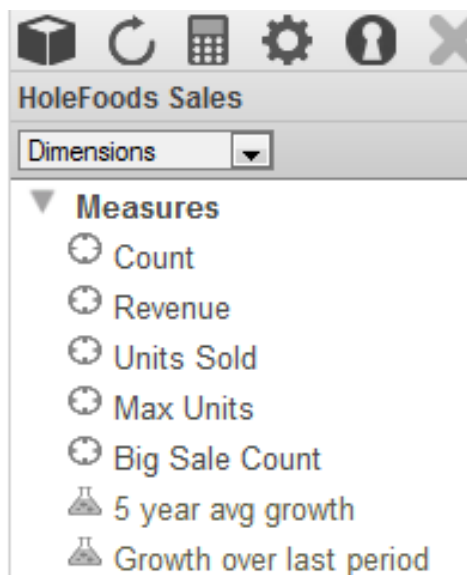 HoleFoods Sales
Dimensions
Measures
Count
Revenue
Units Sold
Max Units
Big Sale Count
5 year avg growth
Growth over last period